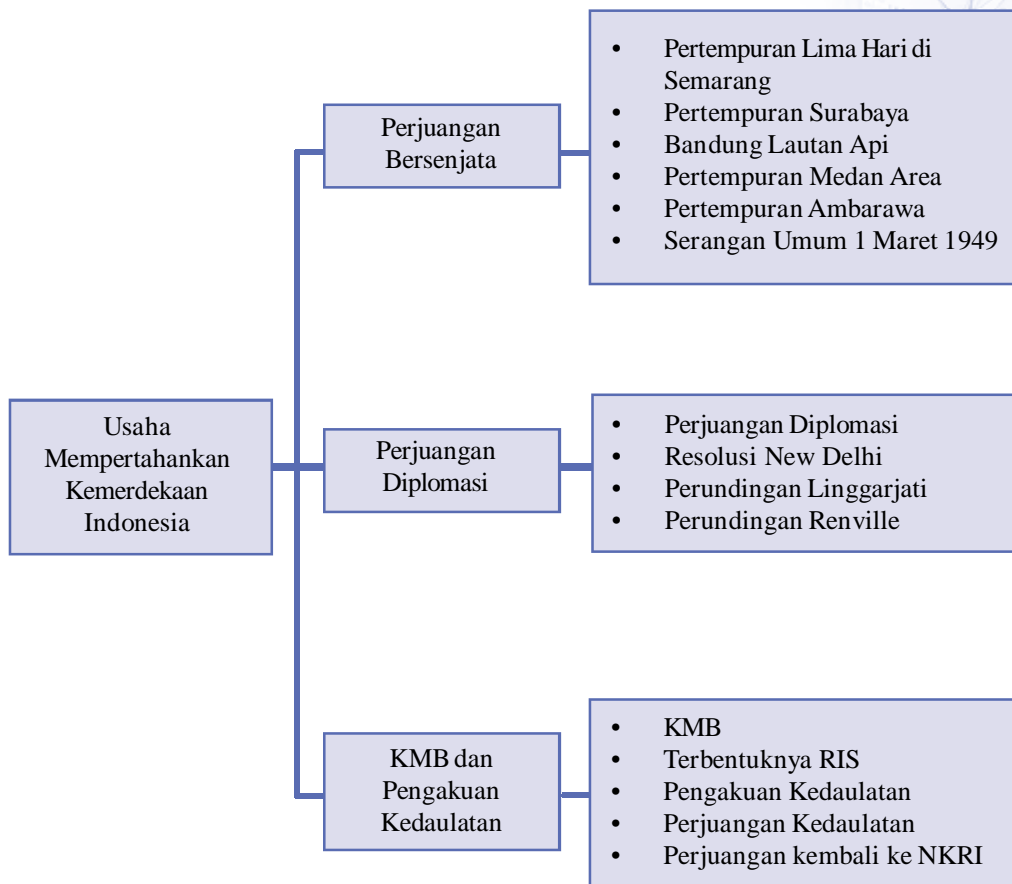 Usaha
Mempertahankan
Kemerdekaan
Indonesia
Perjuangan
Bersenjata
• Pertempuran Lima Hari di
Semarang
• Pertempuran Surabaya
• Bandung Lautan Api
• Pertempuran Medan Area
• Pertempuran Ambarawa
• Serangan Umum 1 Maret 1949
Perjuangan
Diplomasi
• Perjuangan Diplomasi
• Resolusi New Delhi
• Perundingan Linggarjati
• Perundingan Renville
KMB dan
Pengakuan
Kedaulatan
• KMB
• Terbentuknya RIS
• Pengakuan Kedaulatan
• Perjuangan Kedaulatan
• Perjuangan kembali ke NKRI